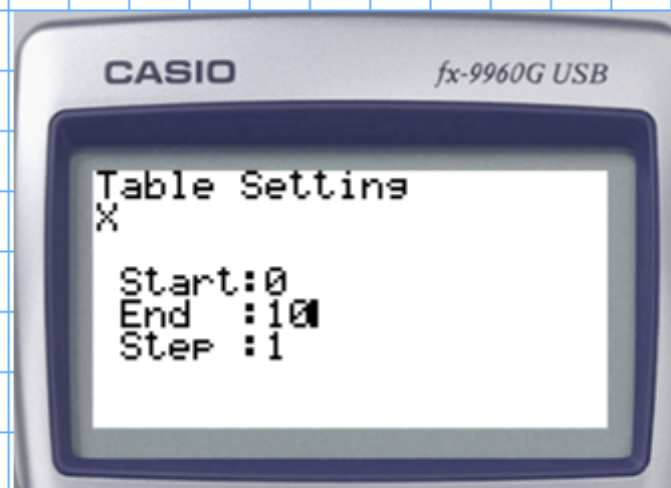 CASIO fx-9960G USB
Table Setting
X
Start:0
End :10
Step :1